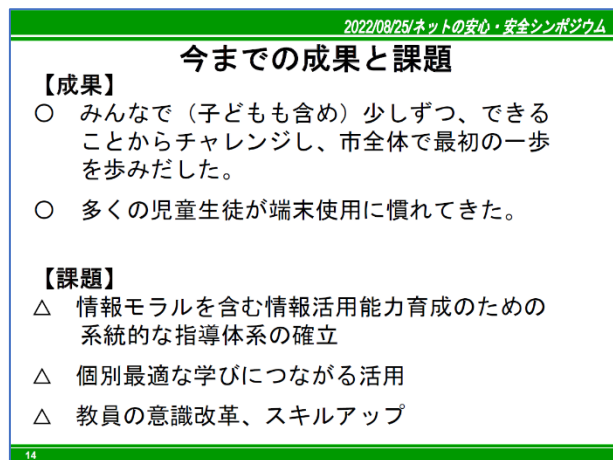 2022/08/25/ネットの安心・安全シンポジウム
今までの成果と課題
【成果】
○　みんなで（子どもも含め）少しずつ、できる
ことからチャレンジし、市全体で最初の一歩
を歩みだした。
○　多くの児童生徒が端末使用に慣れてきた。
【課題】
△　情報モラルを含む情報活用能力育成のための
系統的な指導体系の確立
△　個別最適な学びにつながる活用
△　教員の意識改革、スキルアップ
14